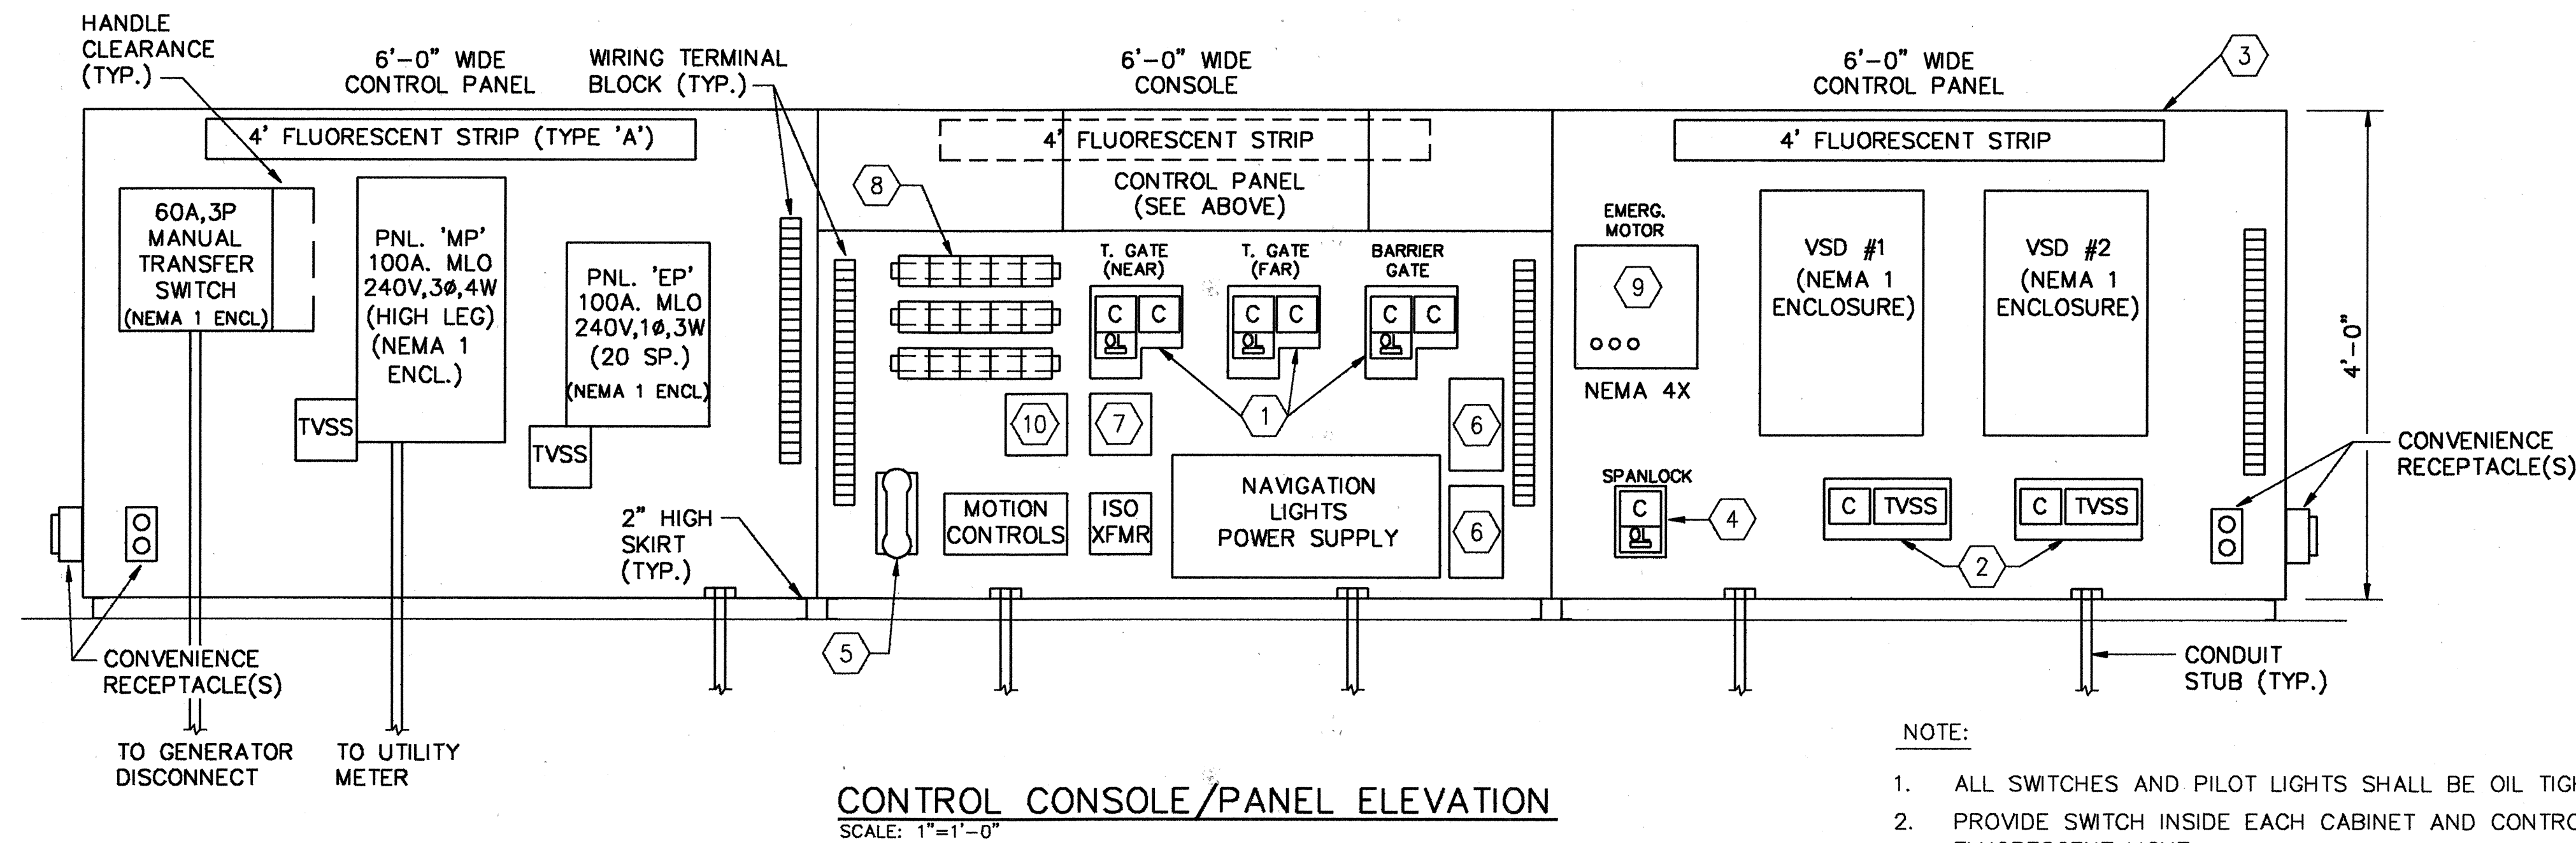 HANDLE
CLEARANCE
(TYP.)
6'-0" WIDE
CONTROL PANEL
WIRING TERMINAL
BLOCK (TYP.)
6'-0" WIDE
CONSOLE
6'-0" WIDE
CONTROL PANEL
3
4' FLUORESCENT STRIP (TYPE 'A')
4' FLUORESCENT STRIP
4' FLUORESCENT STRIP
CONTROL PANEL
(SEE ABOVE)
60A,3P
MANUAL
TRANSFER
SWITCH
(NEMA 1 ENCL)
PNL. 'MP'
100A. MLO
240V,3ø,4W
(HIGH LEG)
(NEMA 1
ENCL.)
PNL. 'EP'
100A. MLO
240V,1ø,3W
(20 SP.)
(NEMA 1 ENCL)
TVSS
TVSS
8
T. GATE
(NEAR)
T. GATE
(FAR)
BARRIER
GATE
C C
OL
C C
OL
C C
OL
10
7
1
6
6
MOTION
CONTROLS
ISO
XFMR
NAVIGATION
LIGHTS
POWER SUPPLY
EMERG.
MOTOR
9
NEMA 4X
VSD #1
(NEMA 1
ENCLOSURE)
VSD #2
(NEMA 1
ENCLOSURE)
4'-0"
SPANLOCK
C
OL
4
C TVSS
C TVSS
2
CONVENIENCE
RECEPTACLE(S)
2" HIGH
SKIRT
(TYP.)
5
CONVENIENCE
RECEPTACLE(S)
CONDUIT
STUB (TYP.)
TO GENERATOR
DISCONNECT
TO UTILITY
METER
CONTROL CONSOLE/PANEL ELEVATION
SCALE: 1"=1'-0"
NOTE:
1. ALL SWITCHES AND PILOT LIGHTS SHALL BE OIL TIGH
2. PROVIDE SWITCH INSIDE EACH CABINET AND CONTRO